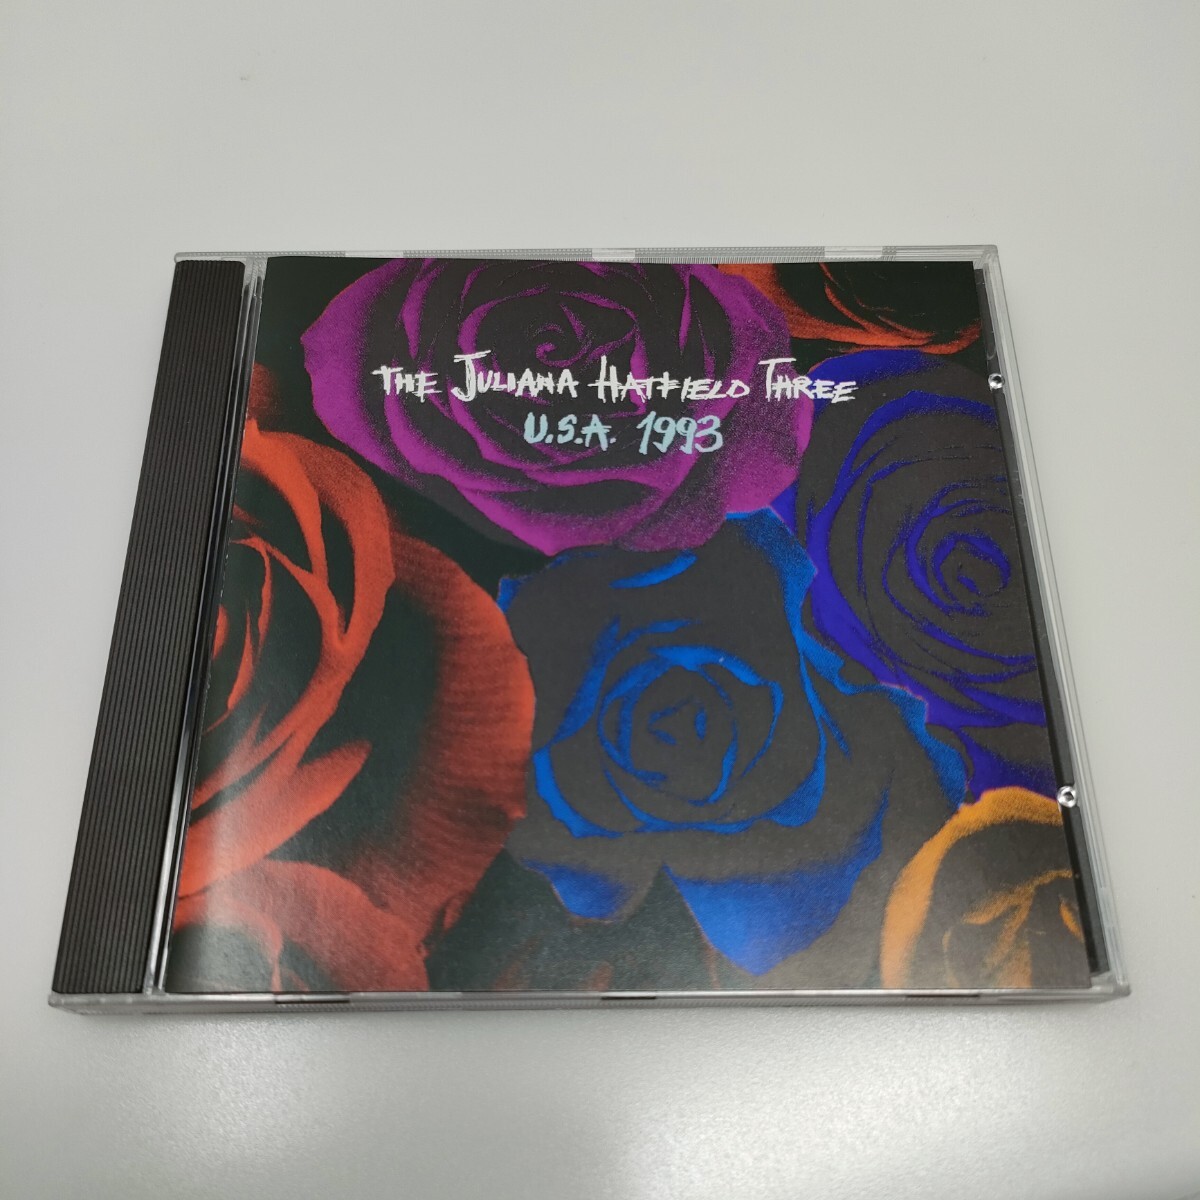 THE JULIANA HATFIELD THREE
U.S.A. 1993